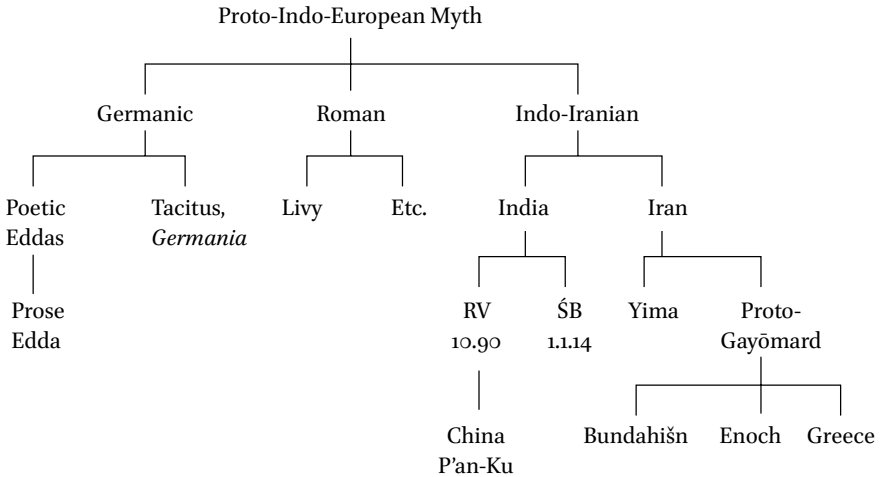 Proto-Indo-European Myth
Germanic Roman Indo-Iranian
Poetic Eddas
Tacitus, Germania
Livy Etc. India Iran
Prose Edda
RV 10.90
ŚB 1.1.14
Yima
Proto-Gayōmard
China P'an-Ku
Bundahišn Enoch Greece